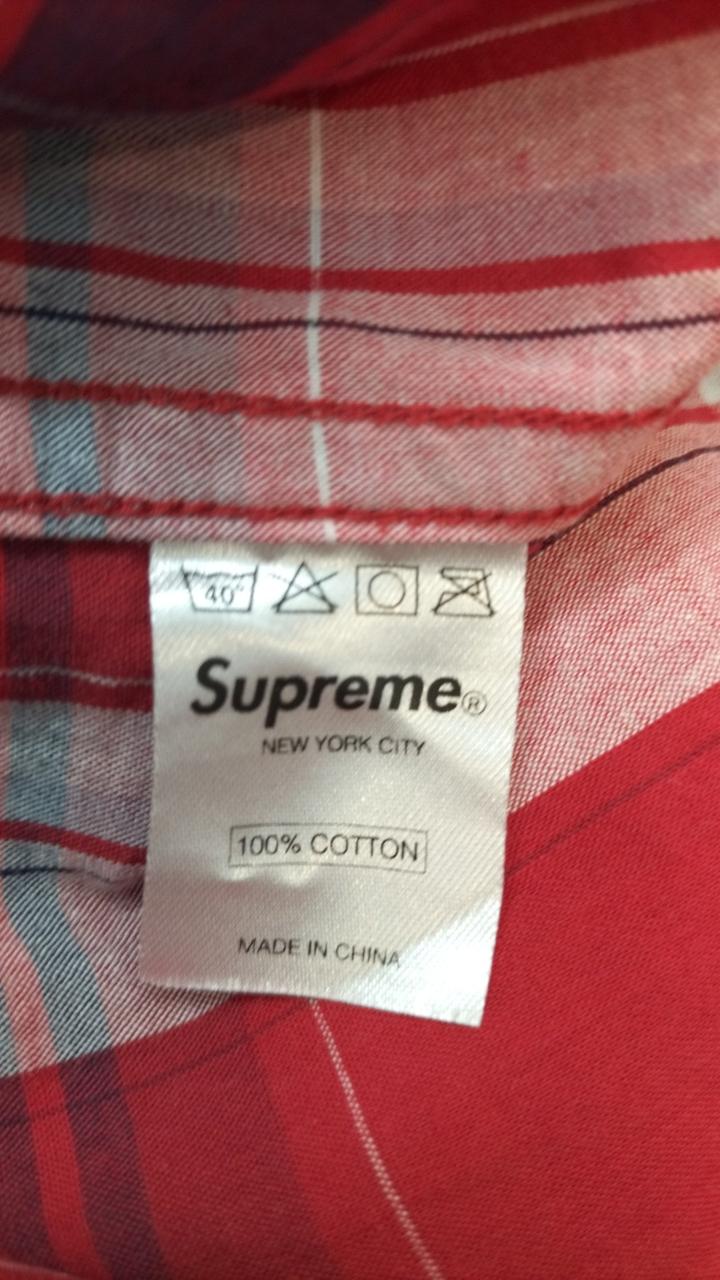 40°
Supreme®
NEW YORK CITY
100% COTTON
MADE IN CHINA